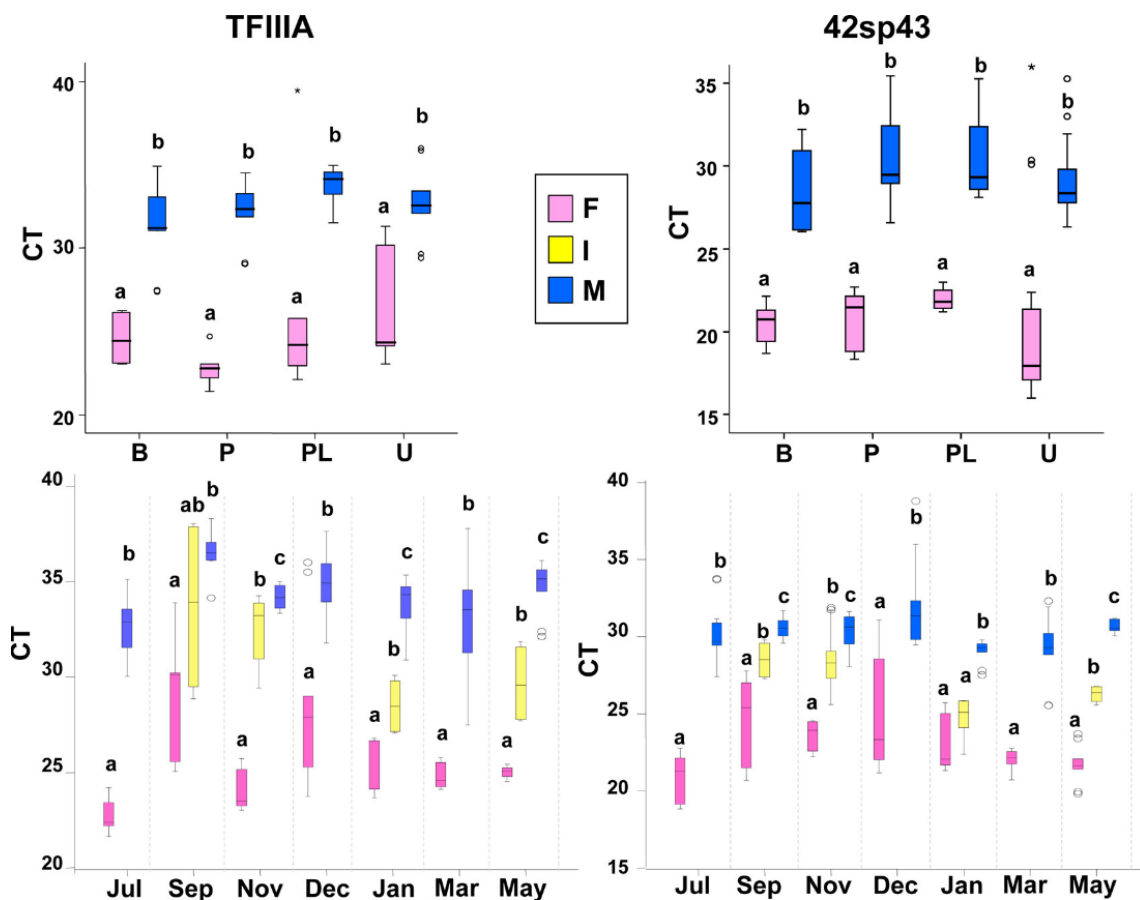 TFIIIA
40
30
20
CT
a b a b a b a b
*
B P PL U
42sp43
35
30
25
20
15
CT
a b a b a b a b
*
B P PL U
F
I
M
40
35
30
25
20
CT
a b a ab b a b c a b a b c a b a b c
Jul Sep Nov Dec Jan Mar May
40
35
30
25
20
15
CT
a b a b c a b c a b a a b a b a b c
Jul Sep Nov Dec Jan Mar May